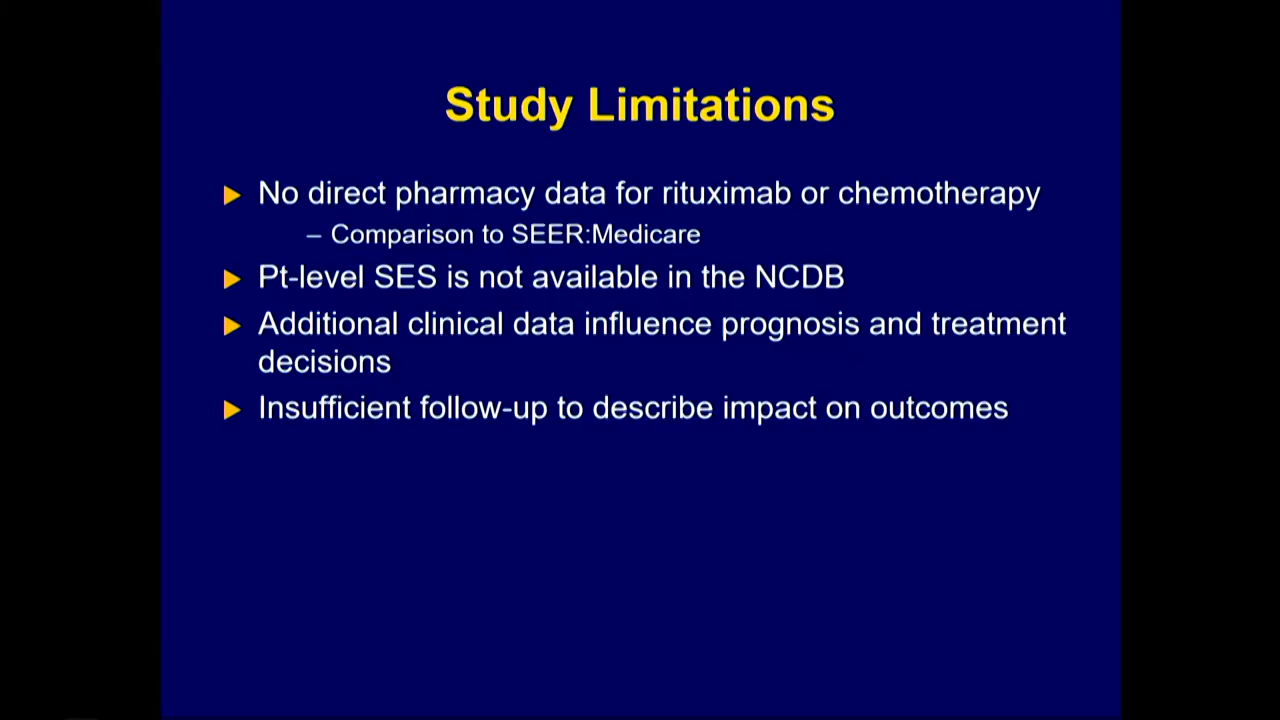 Study Limitations
No direct pharmacy data for rituximab or chemotherapy
– Comparison to SEER:Medicare
Pt-level SES is not available in the NCDB
Additional clinical data influence prognosis and treatment
decisions
Insufficient follow-up to describe impact on outcomes